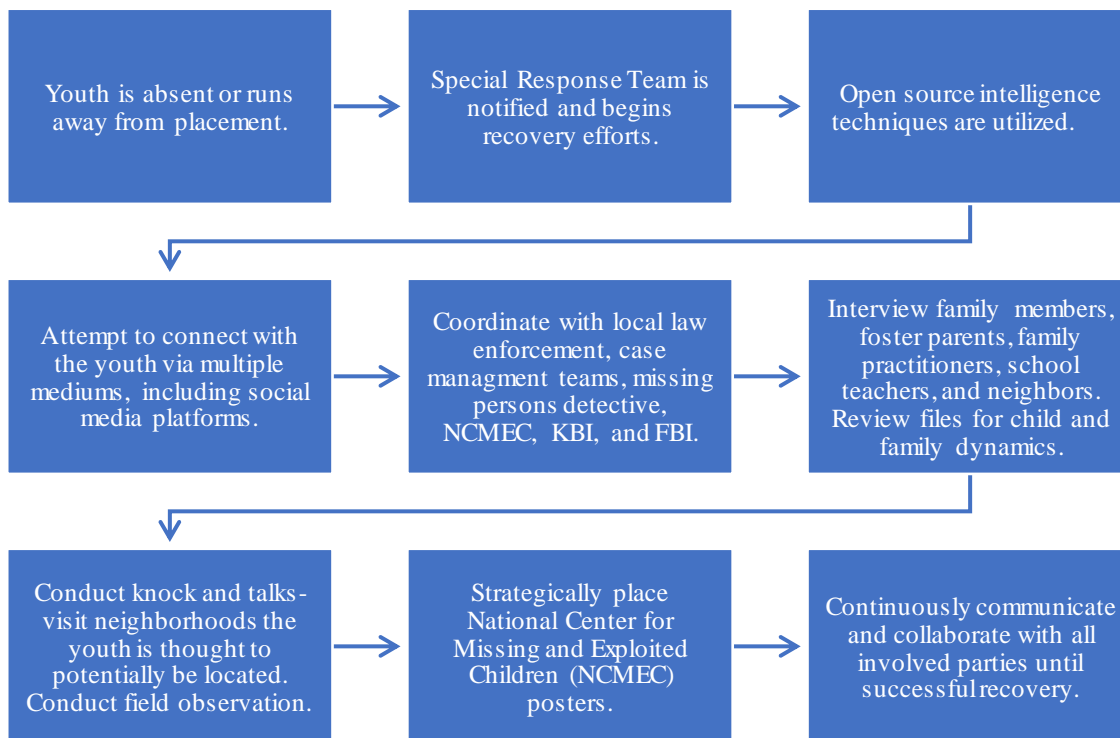 Youth is absent or runs
away from placement.
Special Response Team is
notified and begins
recovery efforts.
Open source intelligence
techniques are utilized.
Attempt to connect with
the youth via multiple
mediums, including social
media platforms.
Coordinate with local law
enforcement, case
managment teams, missing
persons detective,
NCMEC, KBI, and FBI.
Interview family members,
foster parents, family
practitioners, school
teachers, and neighbors.
Review files for child and
family dynamics.
Conduct knock and talks-
visit neighborhoods the
youth is thought to
potentially be located.
Conduct field observation.
Strategically place
National Center for
Missing and Exploited
Children (NCMEC)
posters.
Continuously communicate
and collaborate with all
involved parties until
successful recovery.